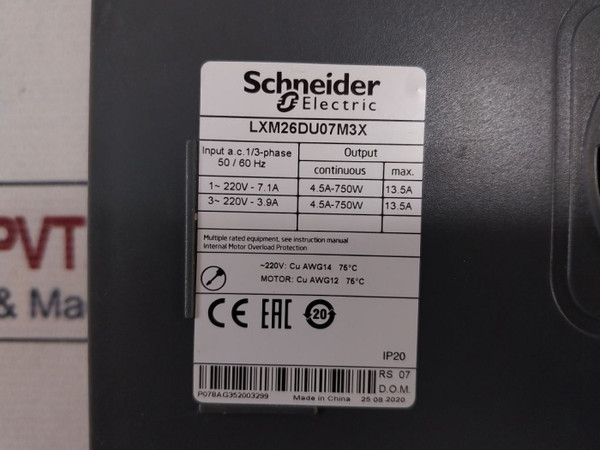 Schneider
Electric
LXM26DU07M3X
Input a.c.1/3-phase
50 / 60 Hz
Output
continuous
max.
1~ 220V - 7.1A
4.5A-750W
13.5A
3~ 220V - 3.9A
4.5A-750W
13.5A
Multiple rated equipment, see instruction manual
Internal Motor Overload Protection
~220V: Cu AWG14 75°C
MOTOR: Cu AWG12 75°C
CE EAC 20
IP20
RS 07
D.O.M.
P07BAG352003299
Made in China
25 08 2020
PVT
& Ma